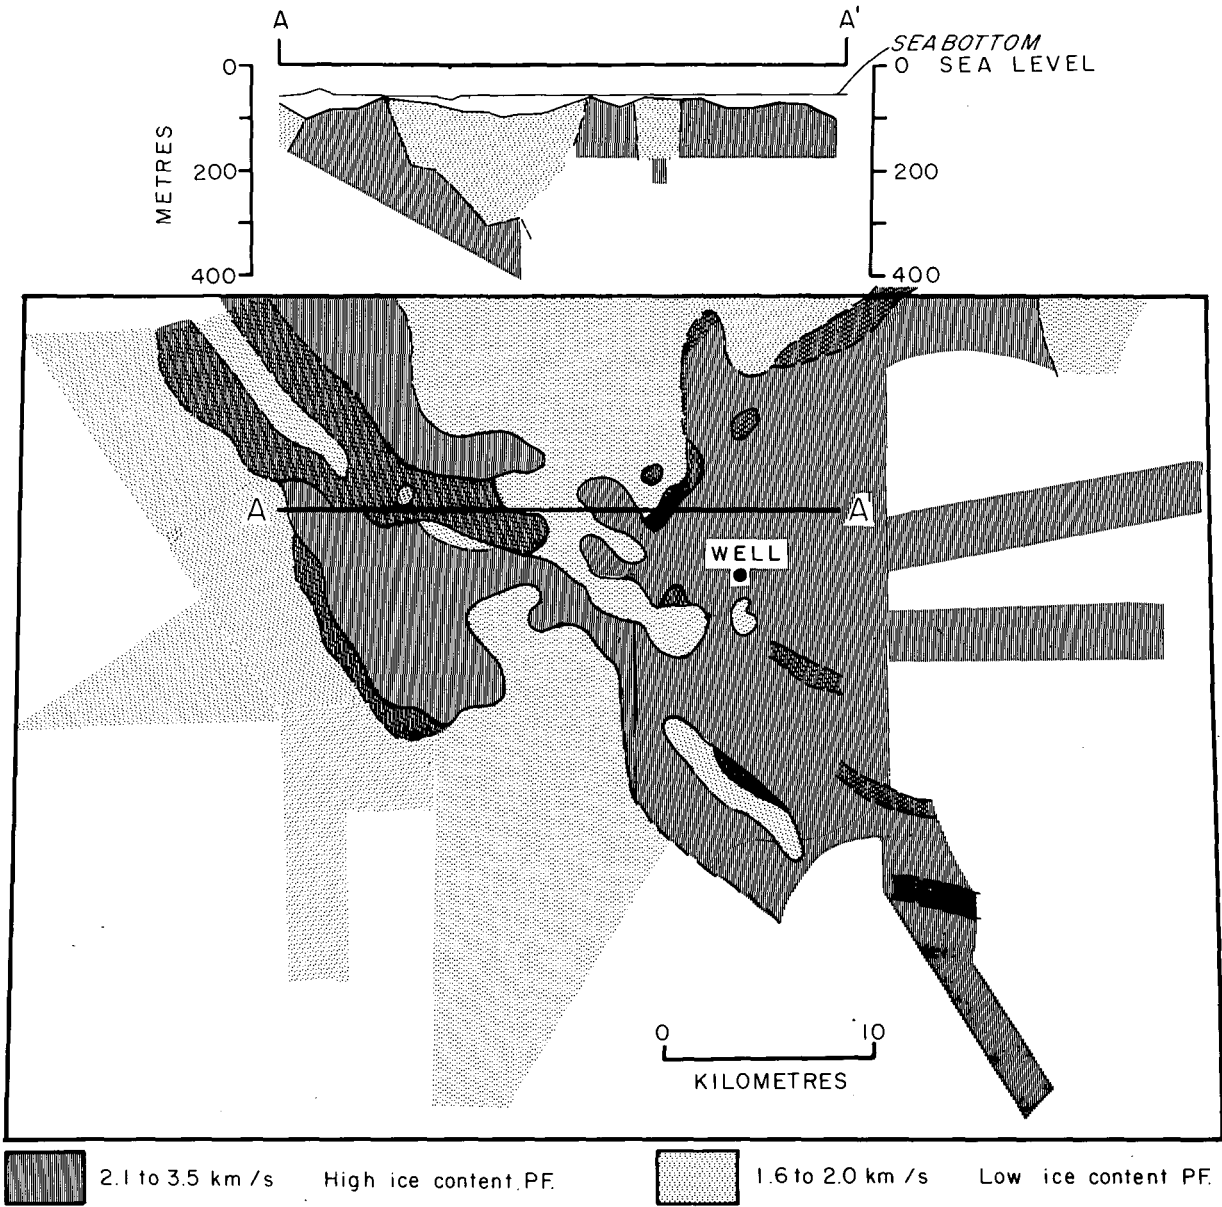 A A'
SEA BOTTOM
0 0 SEA LEVEL
METRES
200 200
400 400
A A'
WELL
0 10
KILOMETRES
2.1 to 3.5 km/s High ice content PF.
1.6 to 2.0 km/s Low ice content PF.